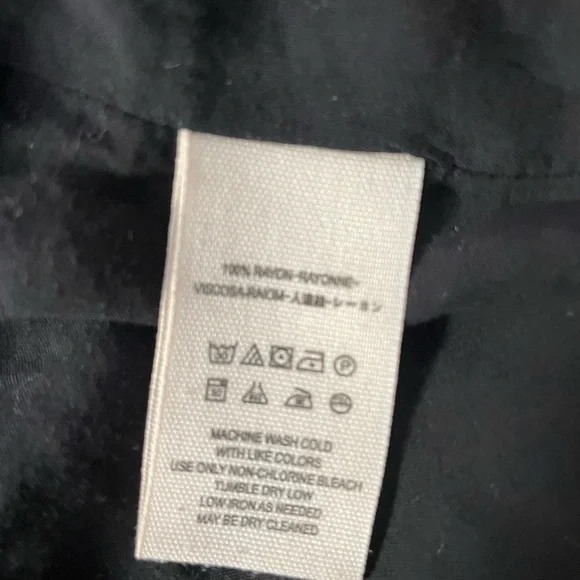 100% RAYON-RAYONNE-
VISCOSA-RAIOM-人造絲-レーヨン
MACHINE WASH COLD
WITH LIKE COLORS
USE ONLY NON-CHLORINE BLEACH
TUMBLE DRY LOW
LOW IRON AS NEEDED
MAY BE DRY CLEANED